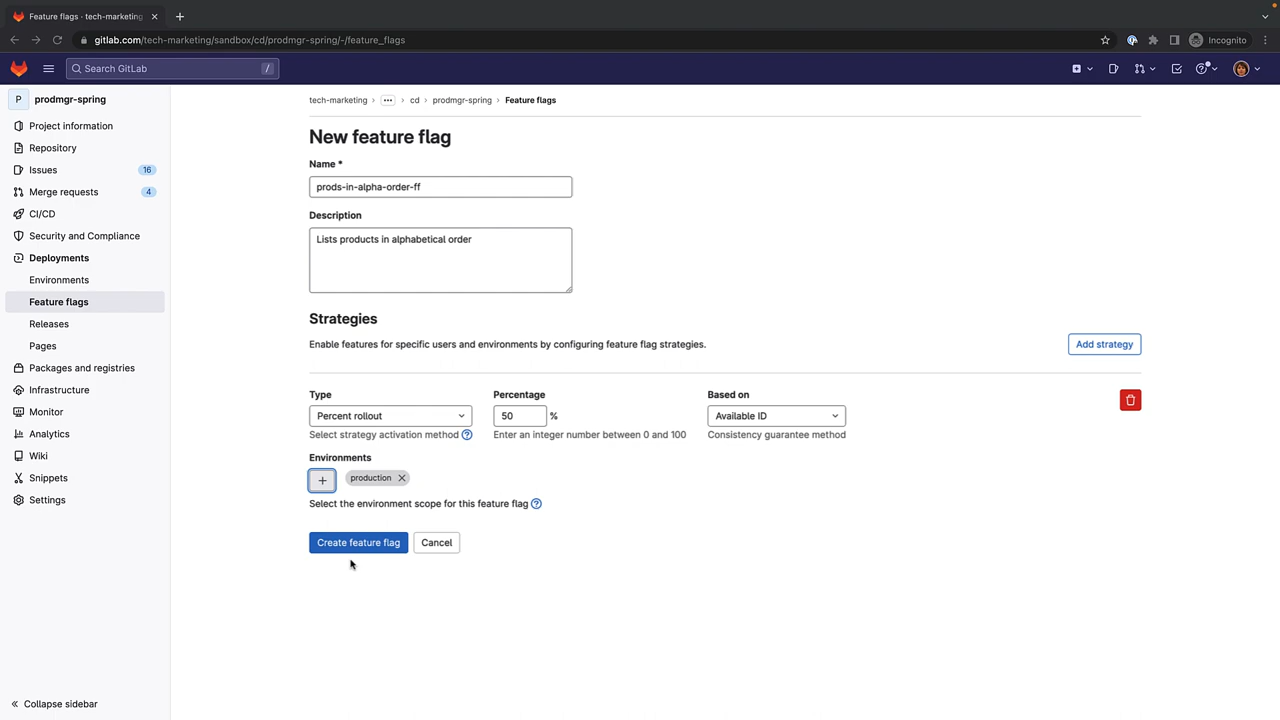 Feature flags · tech-marketing
gitlab.com/tech-marketing/sandbox/cd/prodmgr-spring/-/feature_flags
Incognito
Search GitLab /
P prodmgr-spring
Project information
Repository
Issues 16
Merge requests 4
CI/CD
Security and Compliance
Deployments
Environments
Feature flags
Releases
Pages
Packages and registries
Infrastructure
Monitor
Analytics
Wiki
Snippets
Settings
Collapse sidebar
tech-marketing › ... › cd › prodmgr-spring › Feature flags
New feature flag
Name *
prods-in-alpha-order-ff
Description
Lists products in alphabetical order
Strategies
Enable features for specific users and environments by configuring feature flag strategies.
Add strategy
Type Percentage Based on
Percent rollout 50 % Available ID
Select strategy activation method Enter an integer number between 0 and 100 Consistency guarantee method
Environments
production
Select the environment scope for this feature flag
Create feature flag Cancel